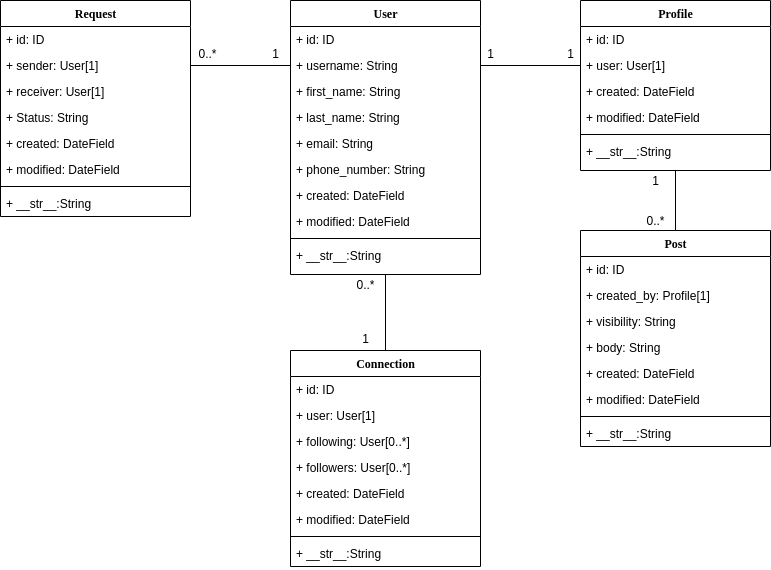 Request
+ id: ID
+ sender: User[1]
+ receiver: User[1]
+ Status: String
+ created: DateField
+ modified: DateField
+ __str__:String
0..*
1
User
+ id: ID
+ username: String
+ first_name: String
+ last_name: String
+ email: String
+ phone_number: String
+ created: DateField
+ modified: DateField
+ __str__:String
1
1
Profile
+ id: ID
+ user: User[1]
+ created: DateField
+ modified: DateField
+ __str__:String
1
0..*
Post
+ id: ID
+ created_by: Profile[1]
+ visibility: String
+ body: String
+ created: DateField
+ modified: DateField
+ __str__:String
0..*
1
Connection
+ id: ID
+ user: User[1]
+ following: User[0..*]
+ followers: User[0..*]
+ created: DateField
+ modified: DateField
+ __str__:String